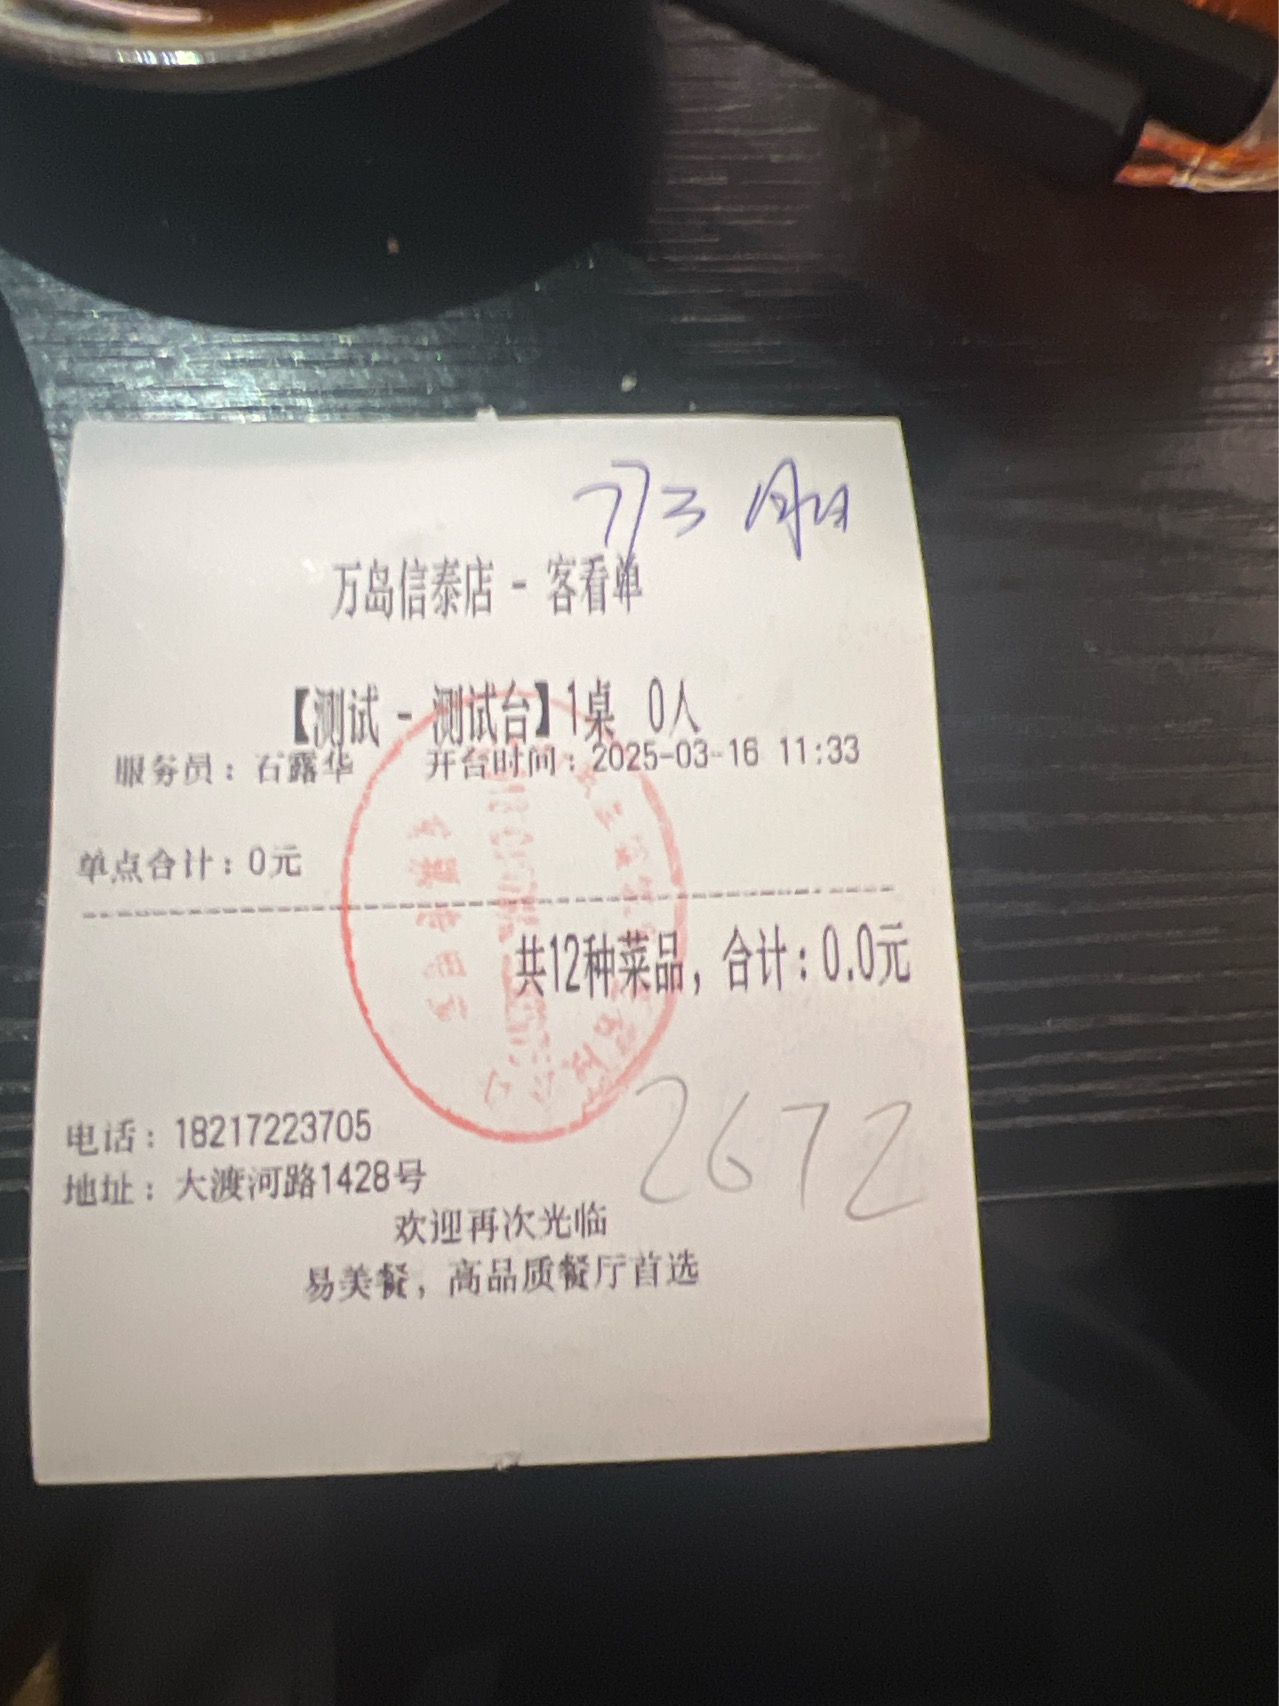 万岛信泰店 - 客看单
【测试 - 测试台】1桌 0人
服务员：石露华 开台时间：2025-03-16 11:33
单点合计：0元
共12种菜品，合计：0.0元
2672
电话：18217223705
地址：大渡河路1428号
欢迎再次光临
易美餐，高品质餐厅首选